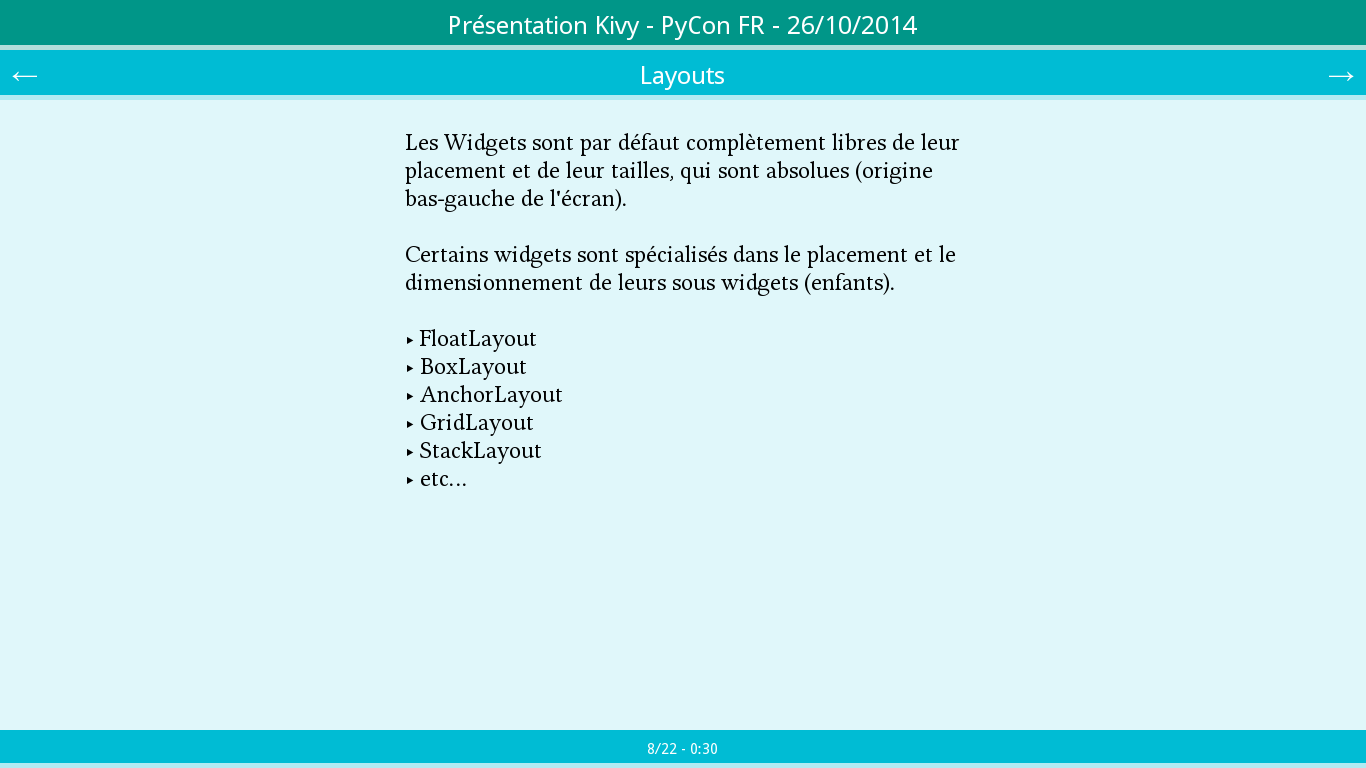 Présentation Kivy - PyCon FR - 26/10/2014
← Layouts →
Les Widgets sont par défaut complètement libres de leur
placement et de leur tailles, qui sont absolues (origine
bas-gauche de l'écran).
Certains widgets sont spécialisés dans le placement et le
dimensionnement de leurs sous widgets (enfants).
‣ FloatLayout
‣ BoxLayout
‣ AnchorLayout
‣ GridLayout
‣ StackLayout
‣ etc…
8/22 - 0:30